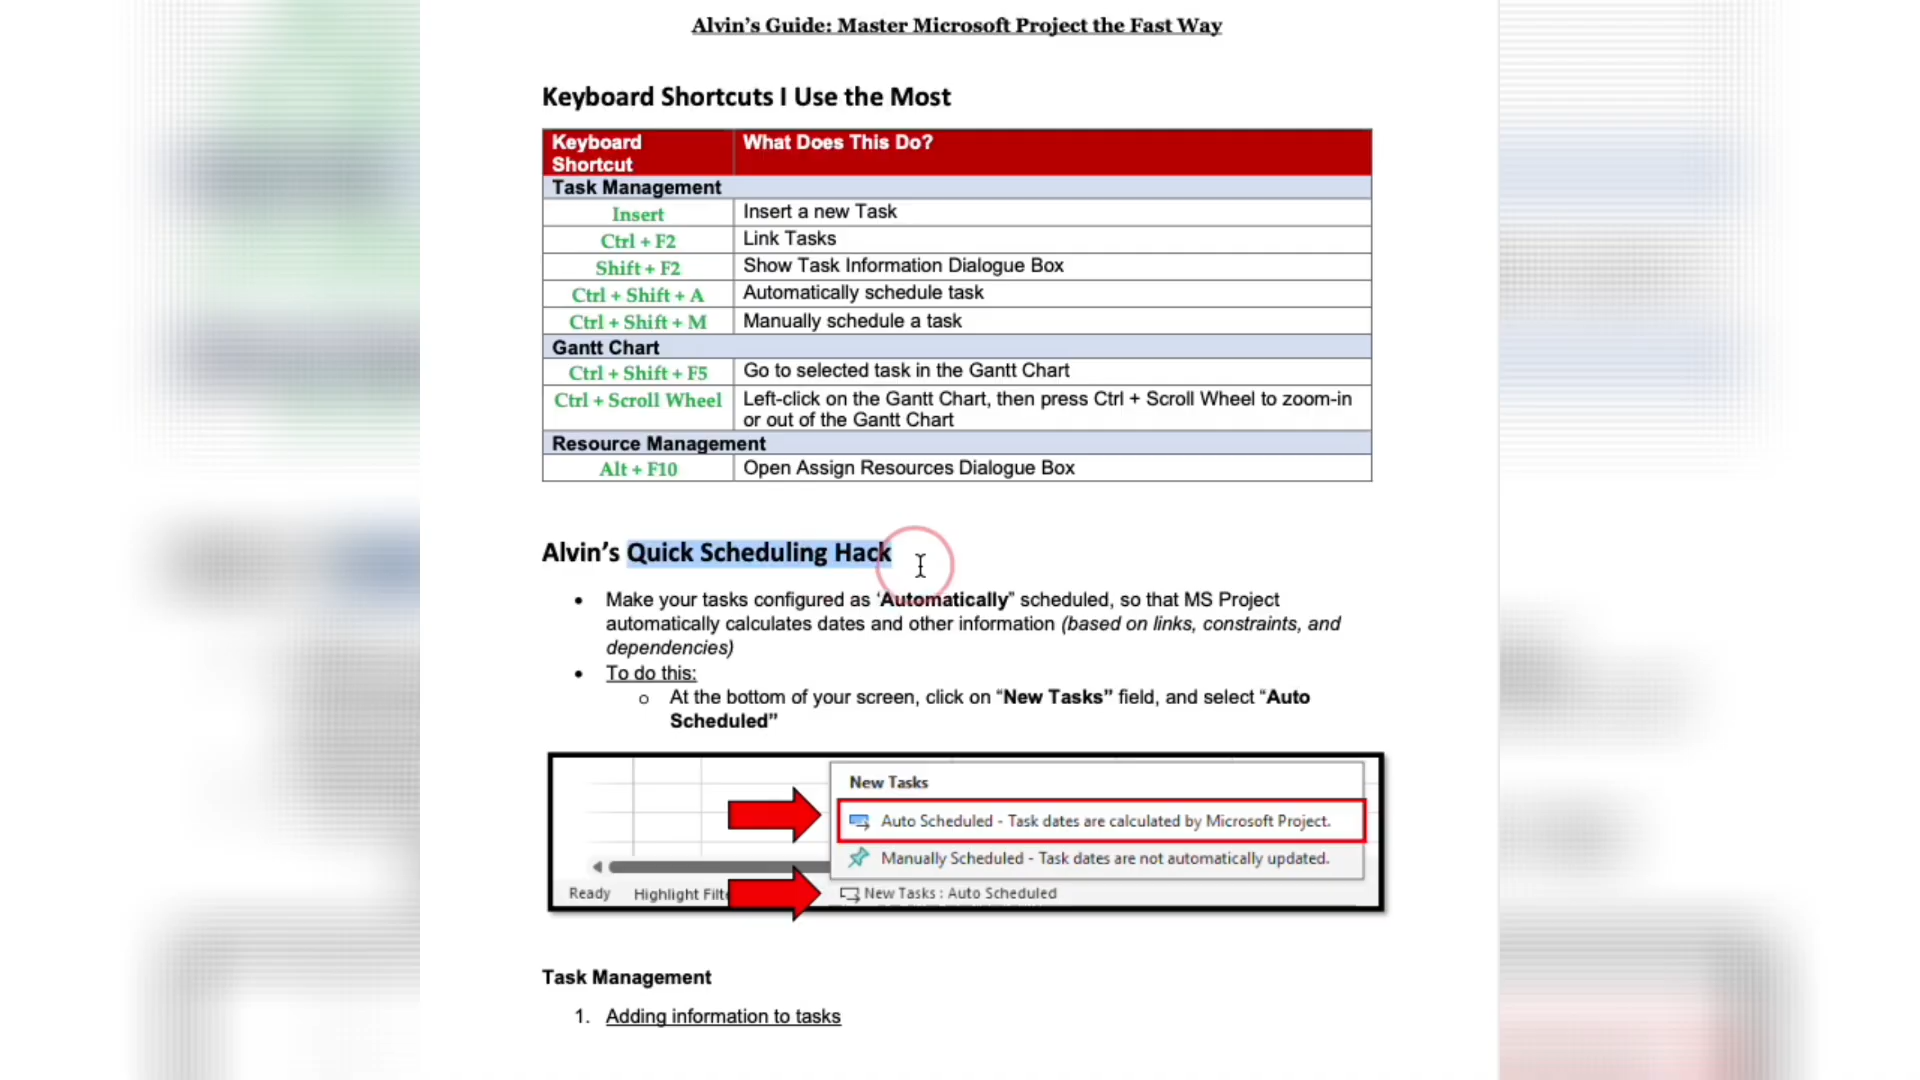 Alvin’s Guide: Master Microsoft Project the Fast Way
Keyboard Shortcuts I Use the Most
Keyboard Shortcut
What Does This Do?
Task Management
Insert
Insert a new Task
Ctrl + F2
Link Tasks
Shift + F2
Show Task Information Dialogue Box
Ctrl + Shift + A
Automatically schedule task
Ctrl + Shift + M
Manually schedule a task
Gantt Chart
Ctrl + Shift + F5
Go to selected task in the Gantt Chart
Ctrl + Scroll Wheel
Left-click on the Gantt Chart, then press Ctrl + Scroll Wheel to zoom-in
or out of the Gantt Chart
Resource Management
Alt + F10
Open Assign Resources Dialogue Box
Alvin’s Quick Scheduling Hack
• Make your tasks configured as ‘Automatically” scheduled, so that MS Project
automatically calculates dates and other information (based on links, constraints, and
dependencies)
• To do this:
o At the bottom of your screen, click on “New Tasks” field, and select “Auto
Scheduled”
New Tasks
Auto Scheduled - Task dates are calculated by Microsoft Project.
Manually Scheduled - Task dates are not automatically updated.
Ready
Highlight Filt
New Tasks : Auto Scheduled
Task Management
1. Adding information to tasks